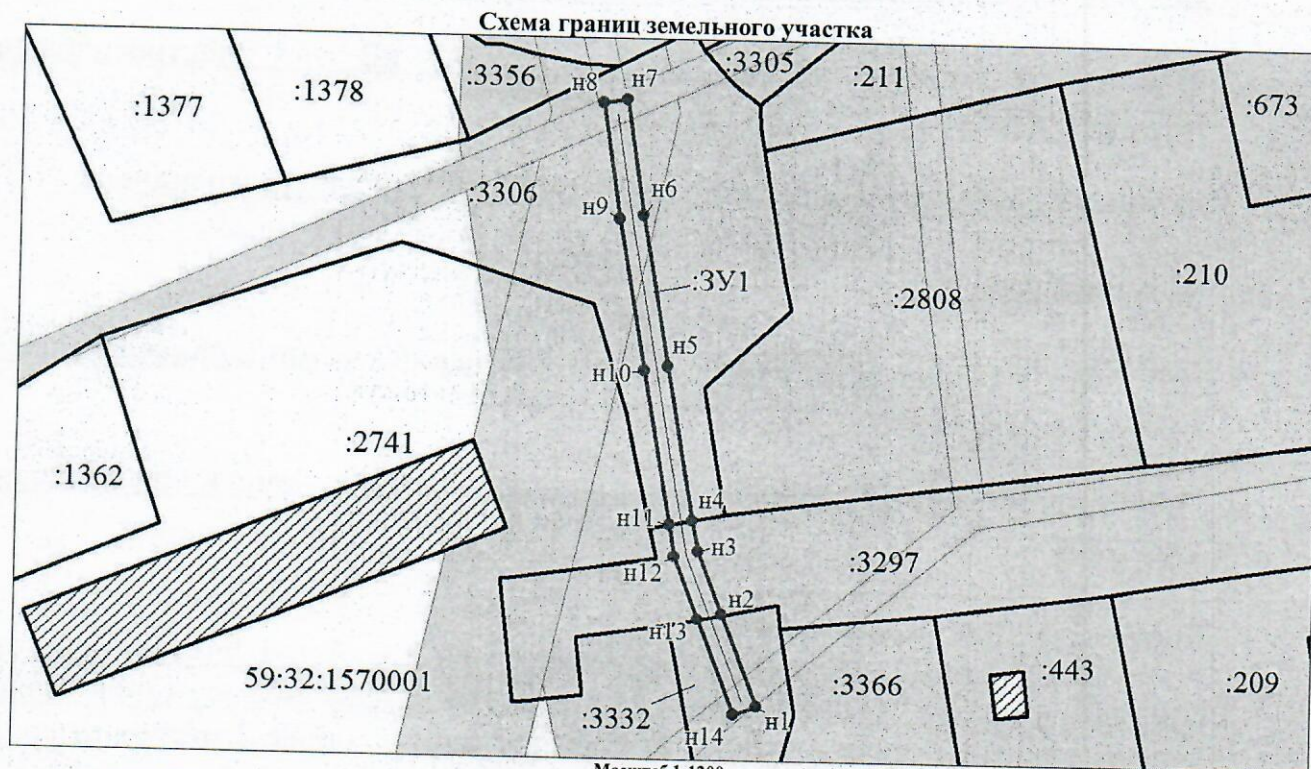 Схема границ земельного участка
:1377
:1378
:3356
н8
н7
:3305
:211
:673
:3306
н9
н6
:ЗУ1
:2808
:210
н5
н10
:1362
:2741
н11
н4
н3
н12
:3297
н2
н13
59:32:1570001
:3332
н14
н1
:3366
:443
:209